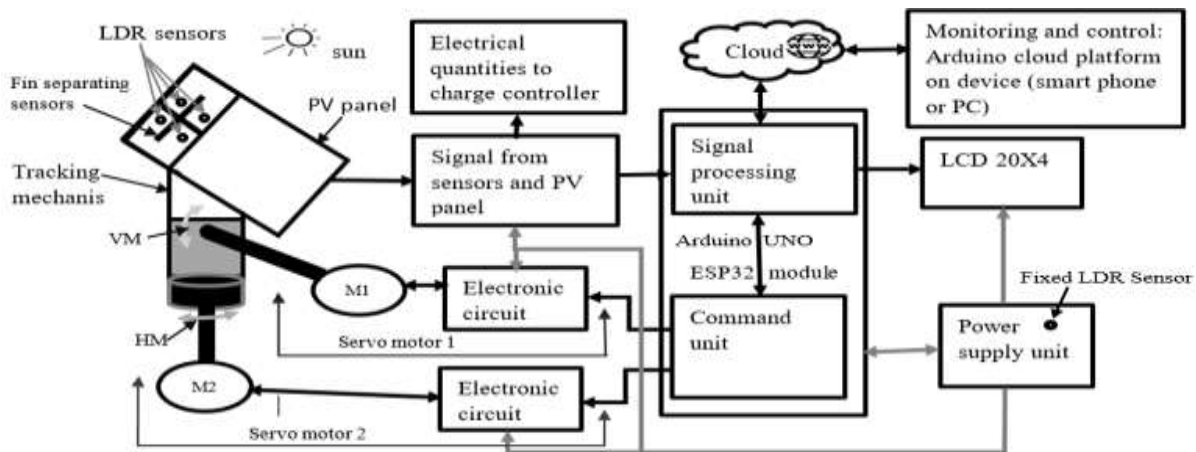 LDR sensors
sun
Fin separating
sensors
PV panel
Tracking
mechanis
VM
HM
M1
M2
Electrical
quantities to
charge controller
Signal from
sensors and PV
panel
Electronic
circuit
Servo motor 1
Electronic
circuit
Servo motor 2
Cloud
Signal
processing
unit
Arduino UNO
ESP32 module
Command
unit
Monitoring and control:
Arduino cloud platform
on device (smart phone
or PC)
LCD 20X4
Fixed LDR Sensor
Power
supply unit